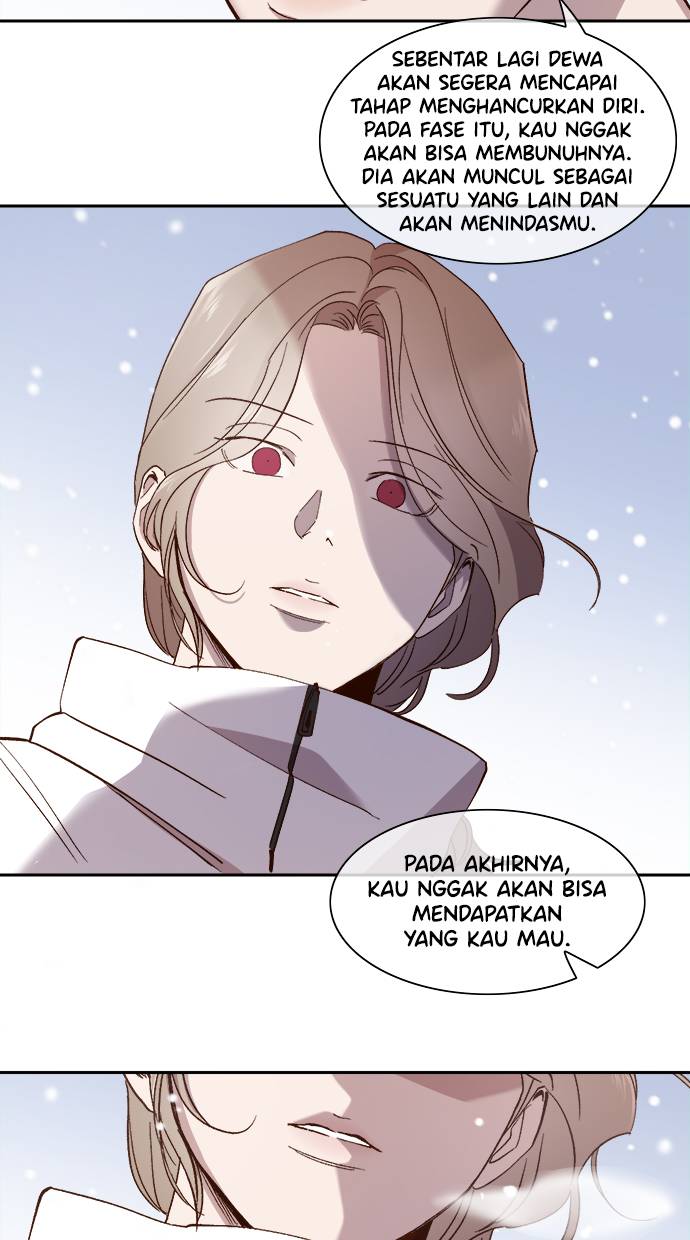 SEBENTAR LAGI DEWA
AKAN SEGERA MENCAPAI
TAHAP MENGHANCURKAN DIRI.
PADA FASE ITU, KAU NGGAK
AKAN BISA MEMBUNUHNYA.
DIA AKAN MUNCUL SEBAGAI
SESUATU YANG LAIN DAN
AKAN MENINDASMU.
PADA AKHIRNYA,
KAU NGGAK AKAN BISA
MENDAPATKAN
YANG KAU MAU.